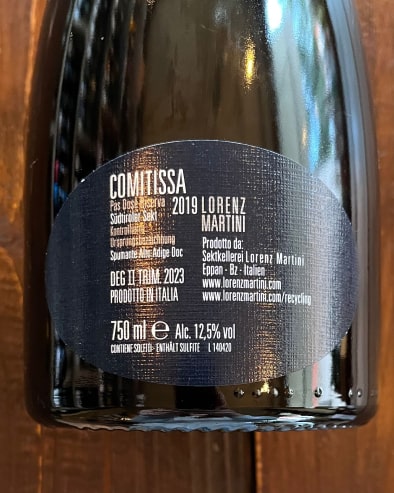 COMITISSA
Pas Dosé Riserva
Südtiroler Sekt
Kontrollierte
Ursprungsbezeichnung
Spumante Alto Adige Doc
DEG II TRIM. 2023
PRODOTTO IN ITALIA
2019 LORENZ
MARTINI
Prodotto da:
Sektkellerei Lorenz Martini
Eppan - Bz - Italien
www.lorenzmartini.com
www.lorenzmartini.com/recycling
750 ml e Alc. 12,5% vol
CONTIENE SOLFITI - ENTHÄLT SULFITE L 140420